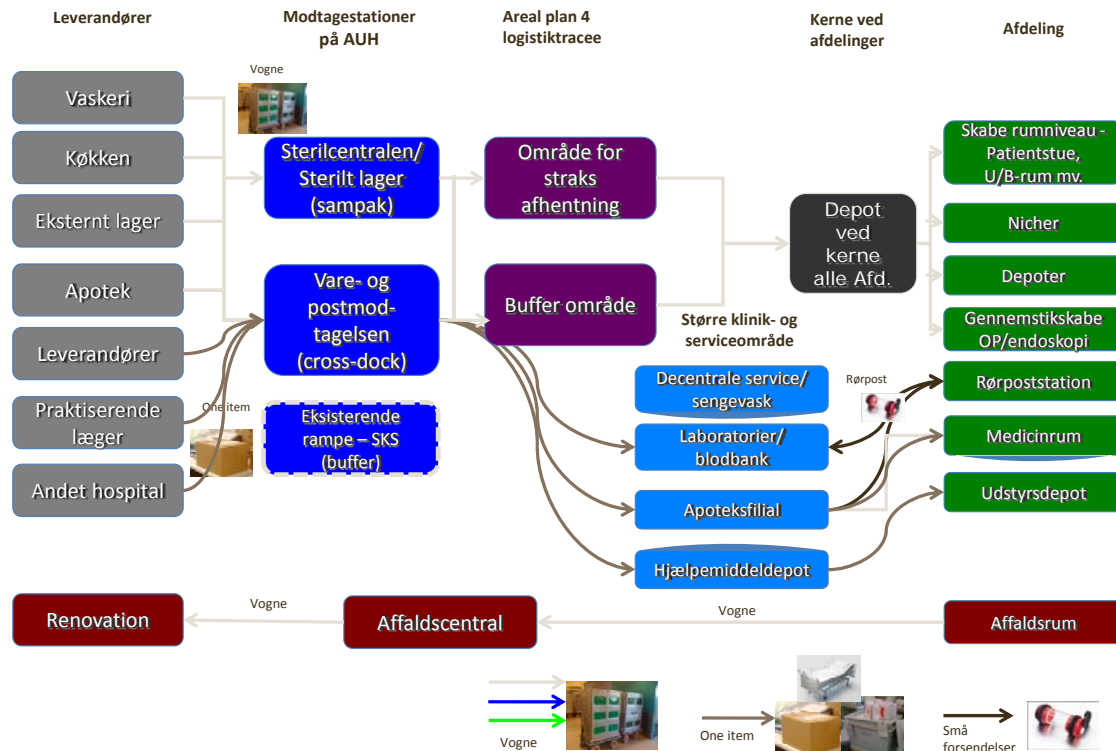 Leverandører
Modtagestationer
på AUH
Areal plan 4
logistiktracee
Kerne ved
afdelinger
Afdeling
Vogne
Vaskeri
Køkken
Eksternt lager
Apotek
Leverandører
Praktiserende
læger
Andet hospital
One item
Sterilcentralen/
Sterilt lager
(sampak)
Vare- og
postmod-
tagelsen
(cross-dock)
Eksisterende
rampe – SKS
(buffer)
Område for
straks
afhentning
Buffer område
Større klinik- og
serviceområde
Decentrale service/
sengevask
Laboratorier/
blodbank
Apoteksfilial
Hjælpemiddeldepot
Depot
ved
kerne
alle Afd.
Rørpost
Skabe rumniveau -
Patientstue,
U/B-rum mv.
Nicher
Depoter
Gennemstikskabe
OP/endoskopi
Rørpoststation
Medicinrum
Udstyrsdepot
Renovation
Vogne
Affaldscentral
Vogne
Affaldsrum
Vogne
One item
Små
forsendelser